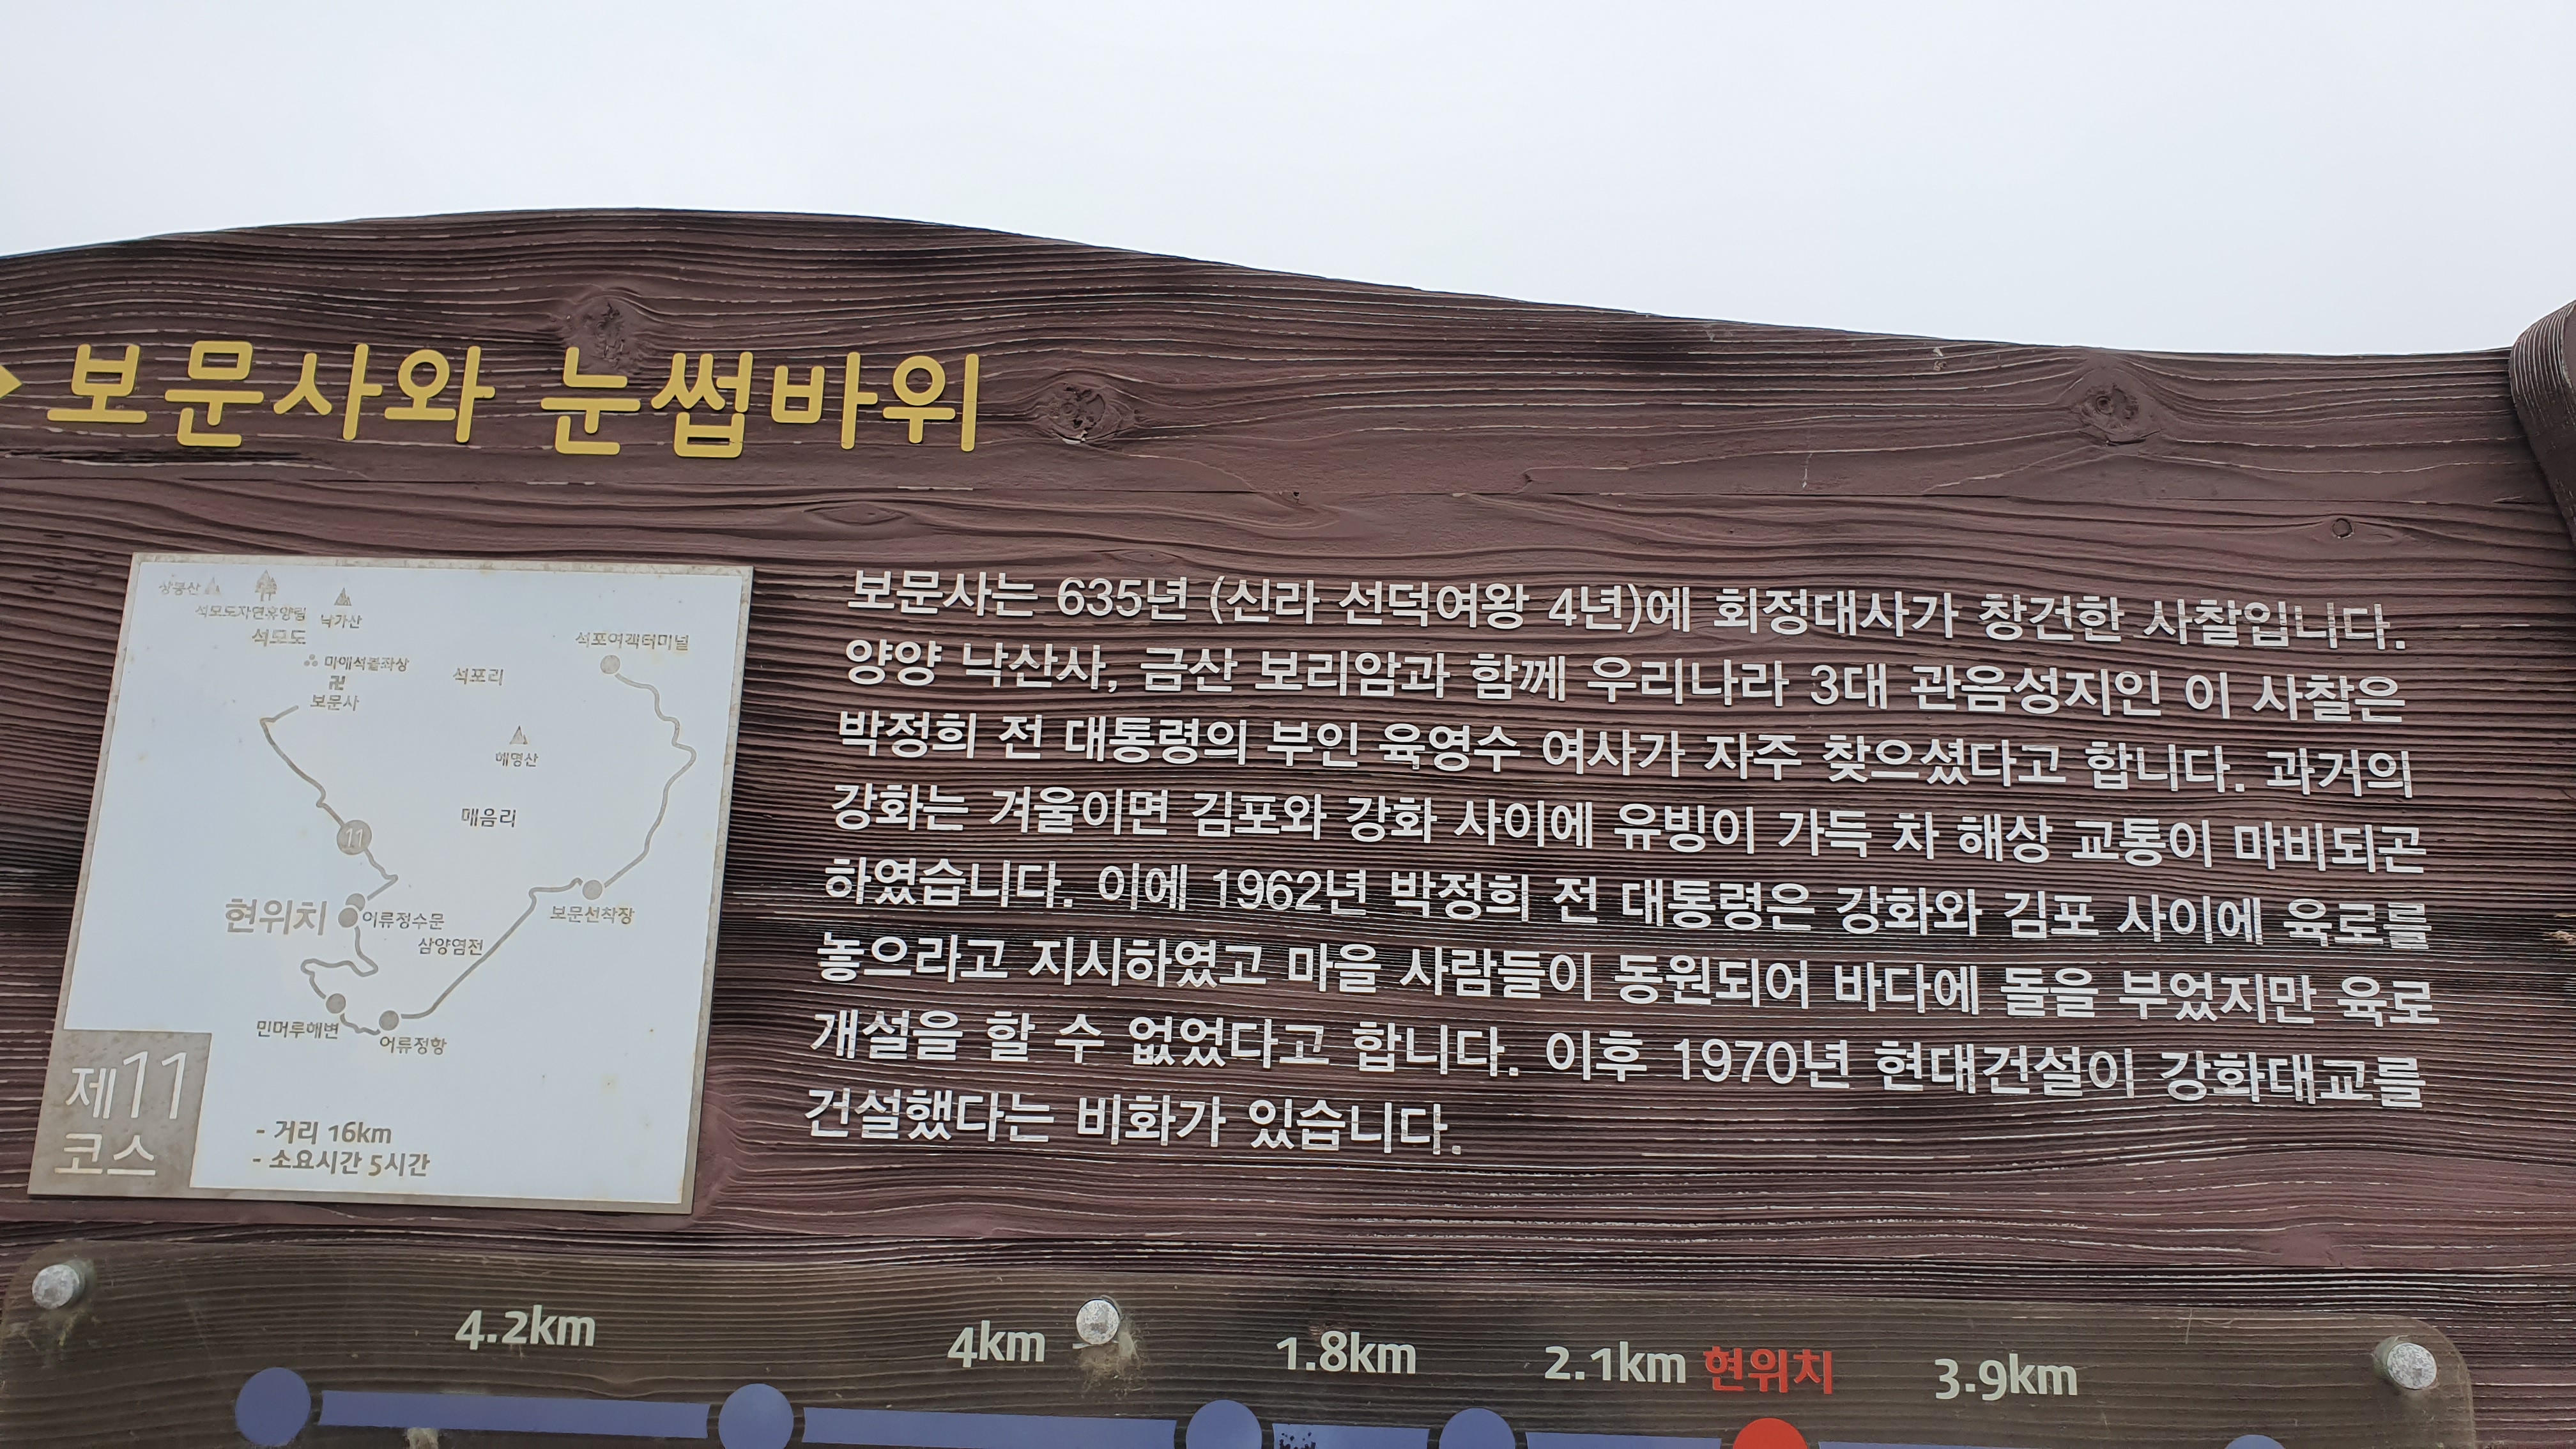 보문사와 눈썹바위
상봉산
석모도자연휴양림
낙가산
석모도
석포여객터미널
마애석불좌상
석포리
卍
보문사
해명산
매음리
11
현위치
어류정수문
보문선착장
삼양염전
민머루해변
어류정항
제11
코스
- 거리 16km
- 소요시간 5시간
보문사는 635년 (신라 선덕여왕 4년)에 회정대사가 창건한 사찰입니다.
양양 낙산사, 금산 보리암과 함께 우리나라 3대 관음성지인 이 사찰은
박정희 전 대통령의 부인 육영수 여사가 자주 찾으셨다고 합니다. 과거의
강화는 겨울이면 김포와 강화 사이에 유빙이 가득 차 해상 교통이 마비되곤
하였습니다. 이에 1962년 박정희 전 대통령은 강화와 김포 사이에 육로를
놓으라고 지시하였고 마을 사람들이 동원되어 바다에 돌을 부었지만 육로
개설을 할 수 없었다고 합니다. 이후 1970년 현대건설이 강화대교를
건설했다는 비화가 있습니다.
4.2km
4km
1.8km
2.1km
현위치
3.9km